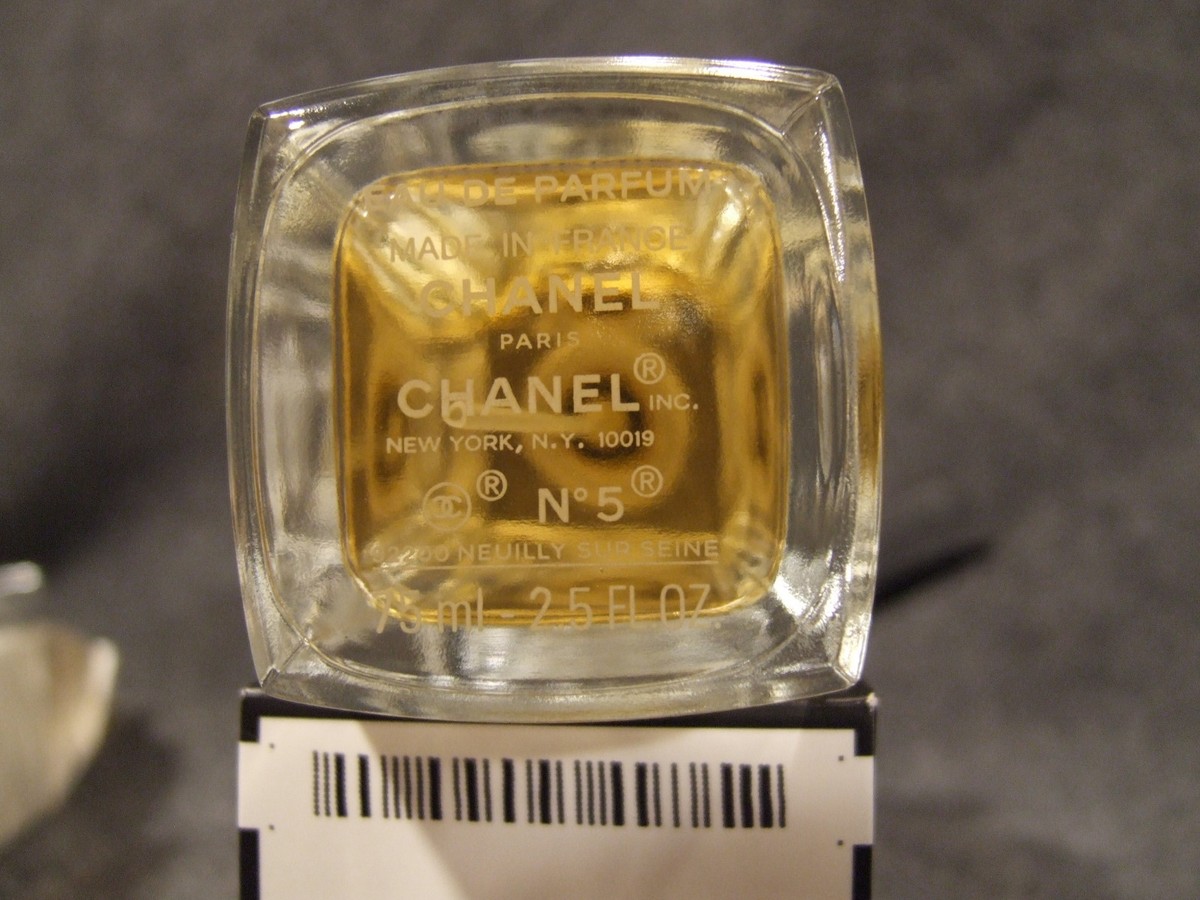 EAU DE PARFUM
MADE IN FRANCE
CHANEL
PARIS
CHANEL® INC.
NEW YORK, N.Y. 10019
® N°5®
92200 NEUILLY SUR SEINE
75 ml - 2.5 Fl OZ.